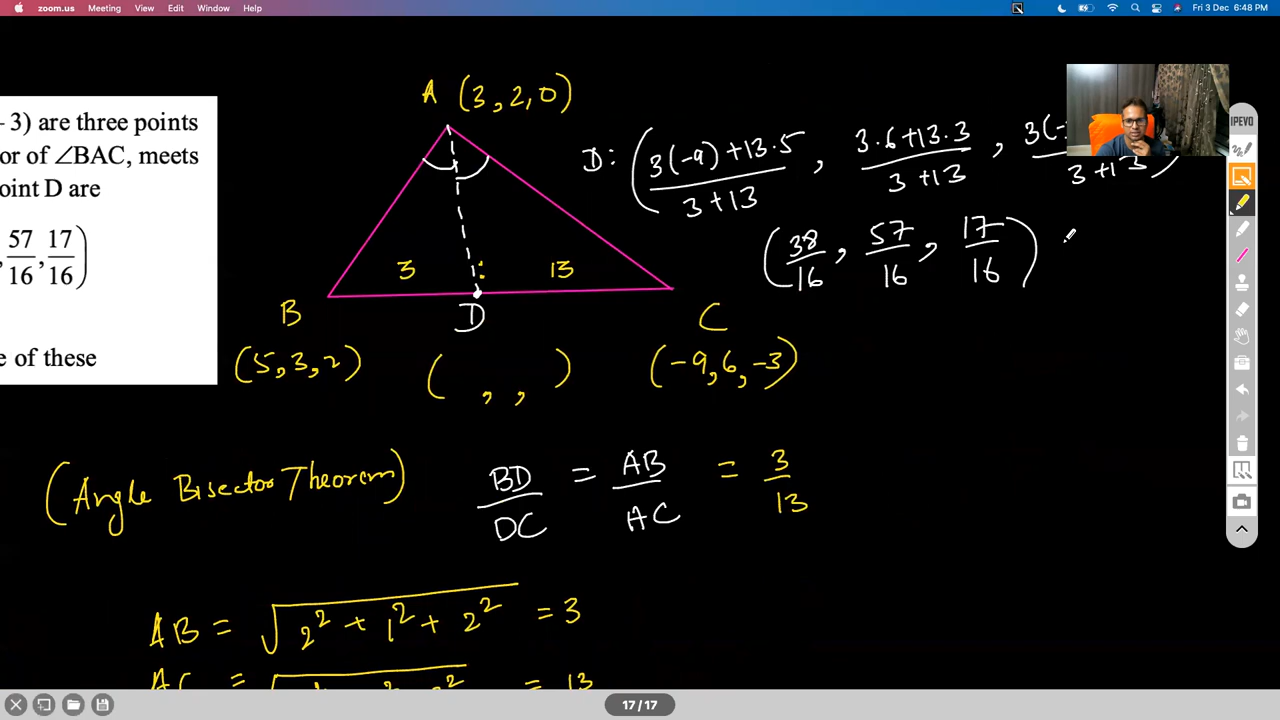 zoom.us Meeting View Edit Window Help
Fri 3 Dec 6:48 PM
-3) are three points
or of ∠BAC, meets
point D are
57/16, 17/16)
e of these
A (3, 2, 0)
D: (3(-9)+13.5/3+13, 3.6+13.3/3+13, 3(-/3+13)
(38/16, 57/16, 17/16)
3 : 13
B D C
(5, 3, 2) ( , , ) (-9, 6, -3)
(Angle Bisector Theorem) BD/DC = AB/AC = 3/13
AB = √2² + 1² + 2² = 3
AC = = 13
IPEVO
17 / 17